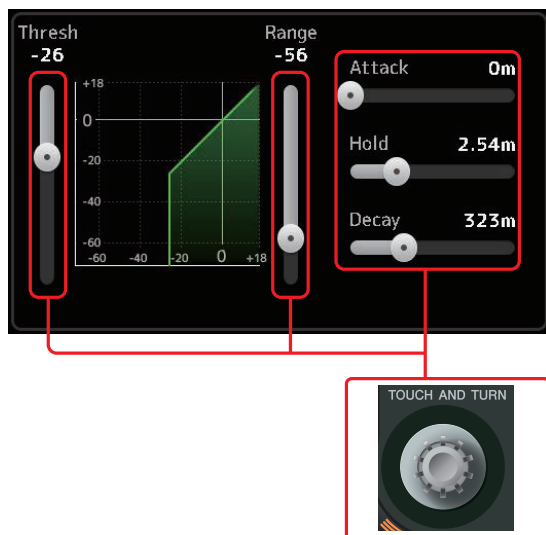 Thresh
-26
Range
-56
Attack 0m
Hold 2.54m
Decay 323m
+18
0
-20
-40
-60
-60 -40 -20 0 +18
TOUCH AND TURN